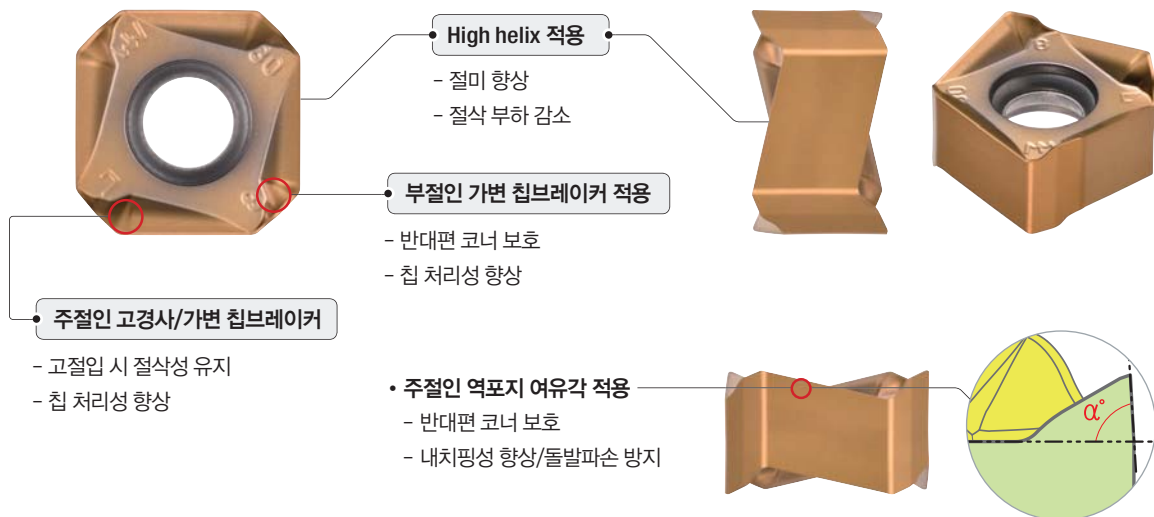 High helix 적용
- 절미 향상
- 절삭 부하 감소
부절인 가변 칩브레이커 적용
- 반대편 코너 보호
- 칩 처리성 향상
주절인 고경사/가변 칩브레이커
- 고절입 시 절삭성 유지
- 칩 처리성 향상
• 주절인 역포지 여유각 적용
- 반대편 코너 보호
- 내치핑성 향상/돌발파손 방지
α°